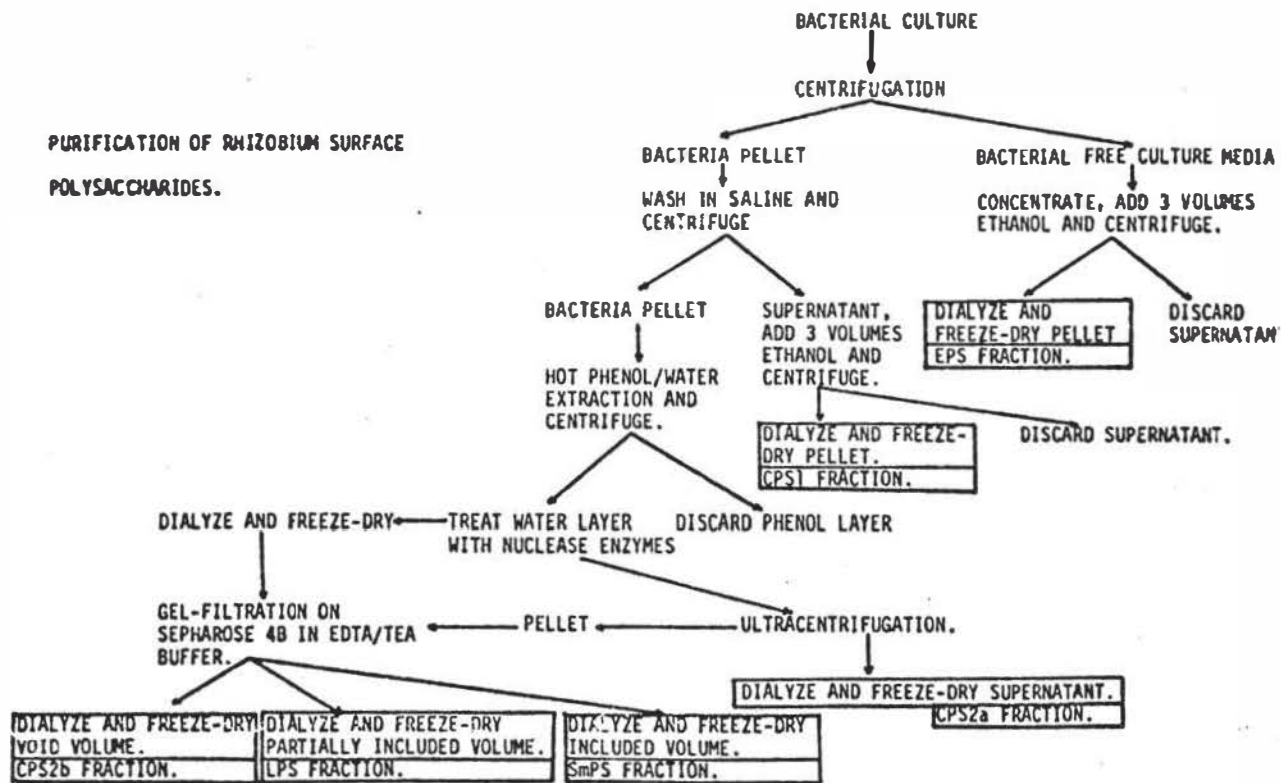 BACTERIAL CULTURE
CENTRIFUGATION
PURIFICATION OF RHIZOBIUM SURFACE
POLYSACCHARIDES.
BACTERIA PELLET
BACTERIAL FREE CULTURE MEDIA
WASH IN SALINE AND
CENTRIFUGE
CONCENTRATE, ADD 3 VOLUMES
ETHANOL AND CENTRIFUGE.
BACTERIA PELLET
SUPERNATANT,
ADD 3 VOLUMES
ETHANOL AND
CENTRIFUGE.
DIALYZE AND
FREEZE-DRY PELLET
EPS FRACTION.
DISCARD
SUPERNATAN
HOT PHENOL/WATER
EXTRACTION AND
CENTRIFUGE.
DIALYZE AND FREEZE-
DRY PELLET.
CPS1 FRACTION.
DISCARD SUPERNATANT.
DIALYZE AND FREEZE-DRY
TREAT WATER LAYER
WITH NUCLEASE ENZYMES
DISCARD PHENOL LAYER
GEL-FILTRATION ON
SEPHAROSE 4B IN EDTA/TEA
BUFFER.
PELLET
ULTRACENTRIFUGATION.
DIALYZE AND FREEZE-DRY SUPERNATANT.
CPS2a FRACTION.
DIALYZE AND FREEZE-DRY
VOID VOLUME.
CPS2b FRACTION.
DIALYZE AND FREEZE-DRY
PARTIALLY INCLUDED VOLUME.
LPS FRACTION.
DIALYZE AND FREEZE-DRY
INCLUDED VOLUME.
SmPS FRACTION.